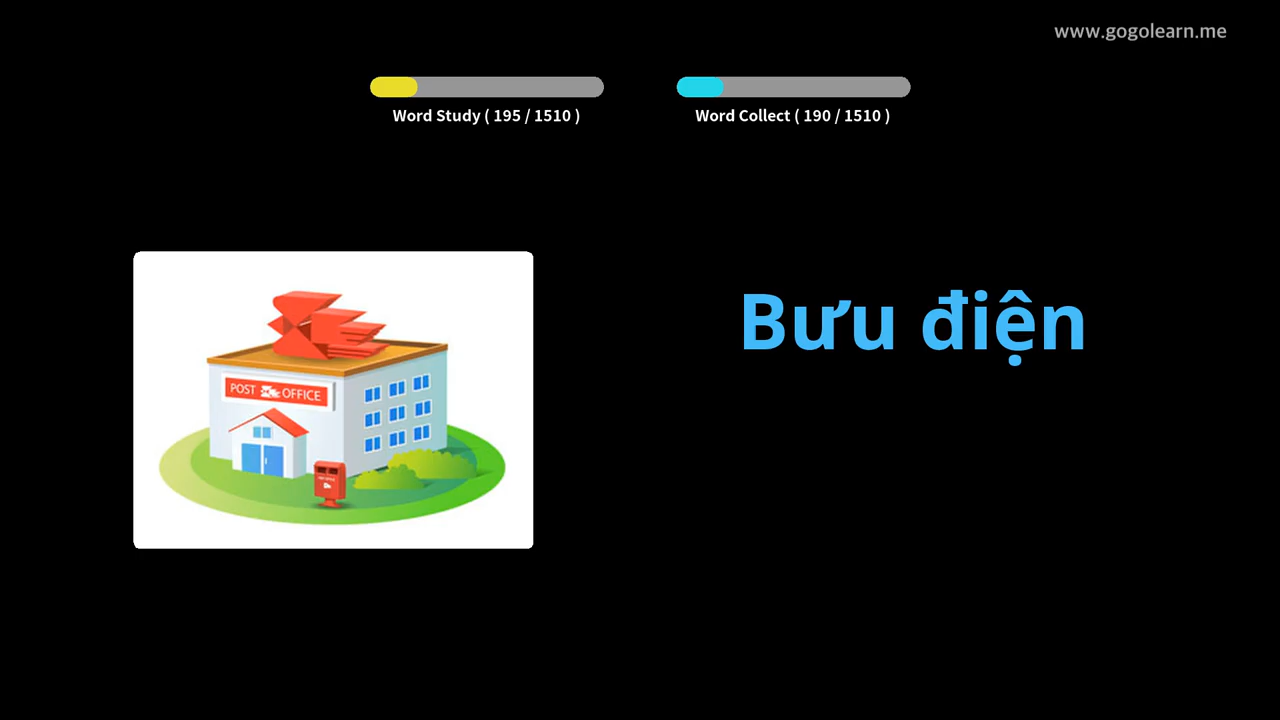 www.gogolearn.me
Word Study ( 195 / 1510 )
Word Collect ( 190 / 1510 )
POST OFFICE
Bưu điện